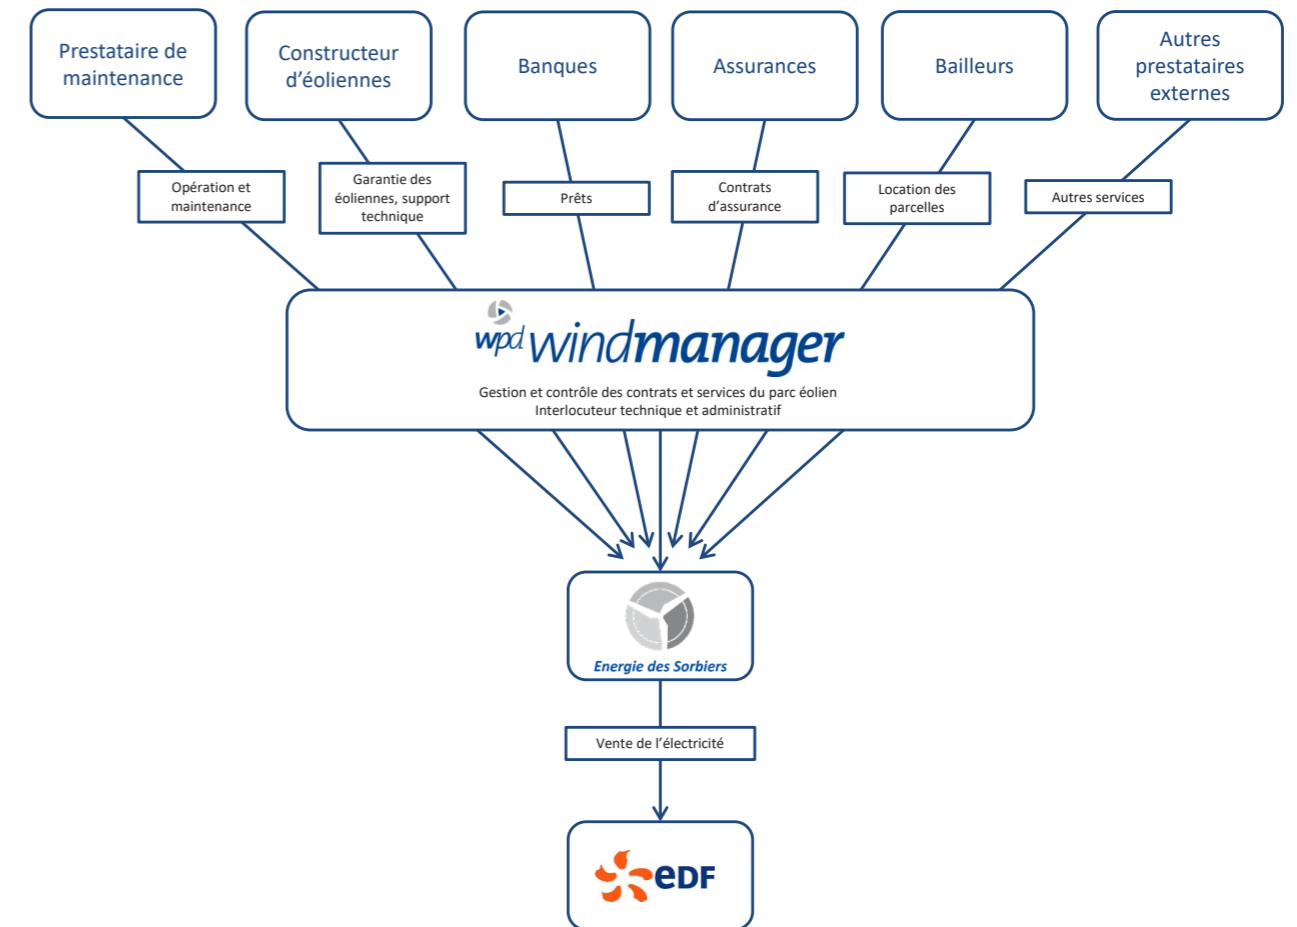 Prestataire de
maintenance
Constructeur
d’éoliennes
Banques
Assurances
Bailleurs
Autres
prestataires
externes
Opération et
maintenance
Garantie des
éoliennes, support
technique
Prêts
Contrats
d’assurance
Location des
parcelles
Autres services
wpd windmanager
Gestion et contrôle des contrats et services du parc éolien
Interlocuteur technique et administratif
Energie des Sorbiers
Vente de l’électricité
eDF